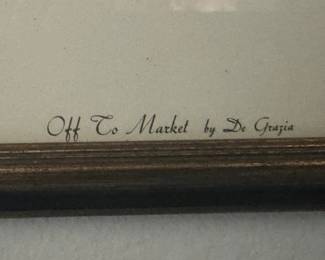 Off To Market by De Grazia